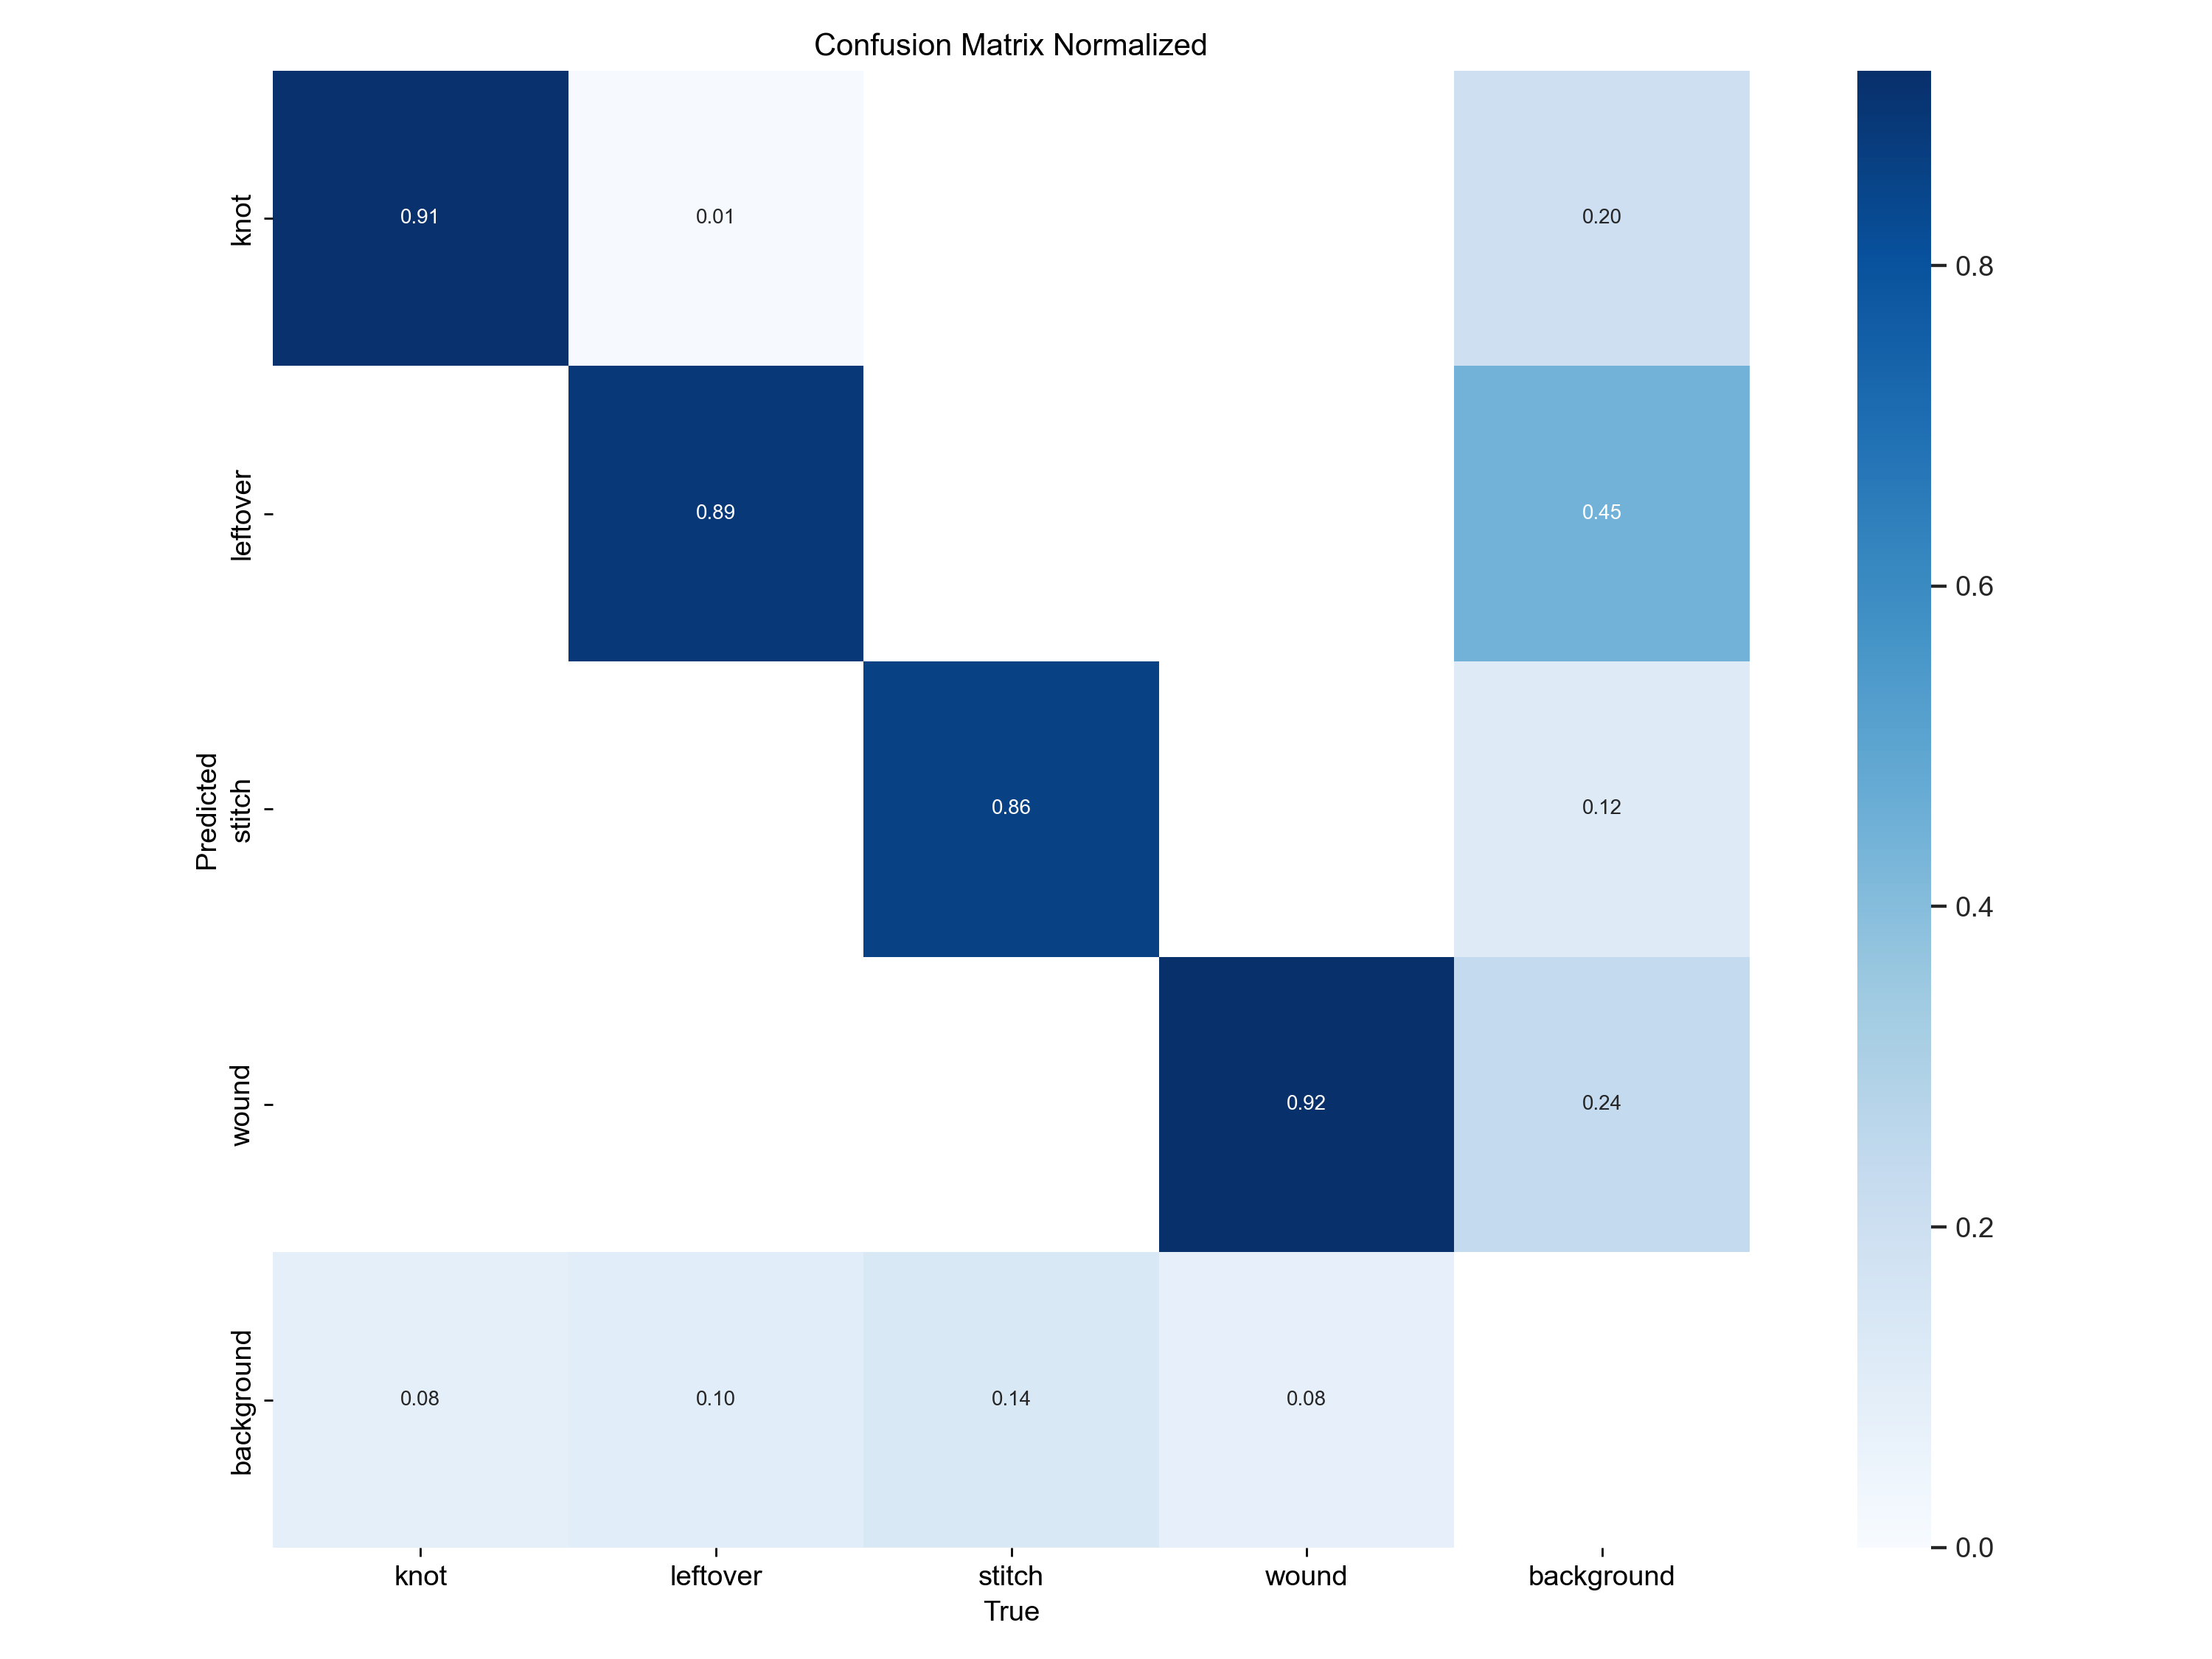 Confusion Matrix Normalized
knot
0.91
0.01
0.20
0.8
leftover
0.89
0.45
0.6
Predicted
stitch
0.86
0.12
0.4
wound
0.92
0.24
0.2
background
0.08
0.10
0.14
0.08
0.0
knot
leftover
stitch
wound
background
True